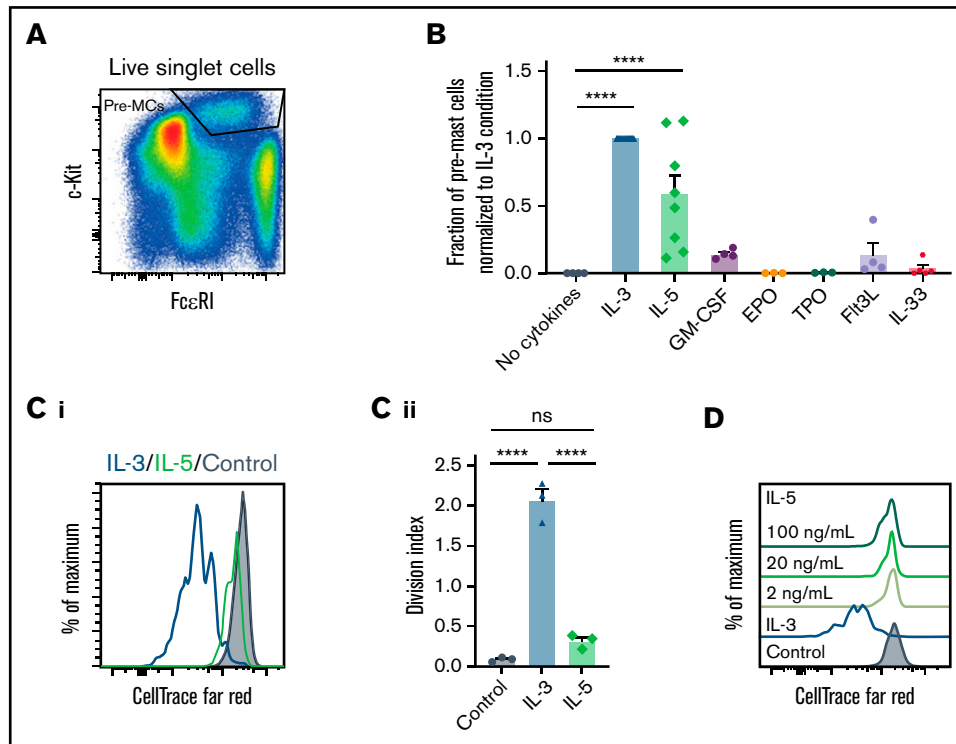 A
Live singlet cells
Pre-MCs
c-Kit
FcεRI
B
****
****
Fraction of pre-mast cells
normalized to IL-3 condition
1.5
1.0
0.5
0.0
No cytokines
IL-3
IL-5
GM-CSF
EPO
TPO
Flt3L
IL-33
C i
IL-3/IL-5/Control
% of maximum
CellTrace far red
C ii
ns
****
****
Division index
2.5
2.0
1.5
1.0
0.5
0.0
Control
IL-3
IL-5
D
IL-5
100 ng/mL
20 ng/mL
2 ng/mL
IL-3
Control
% of maximum
CellTrace far red